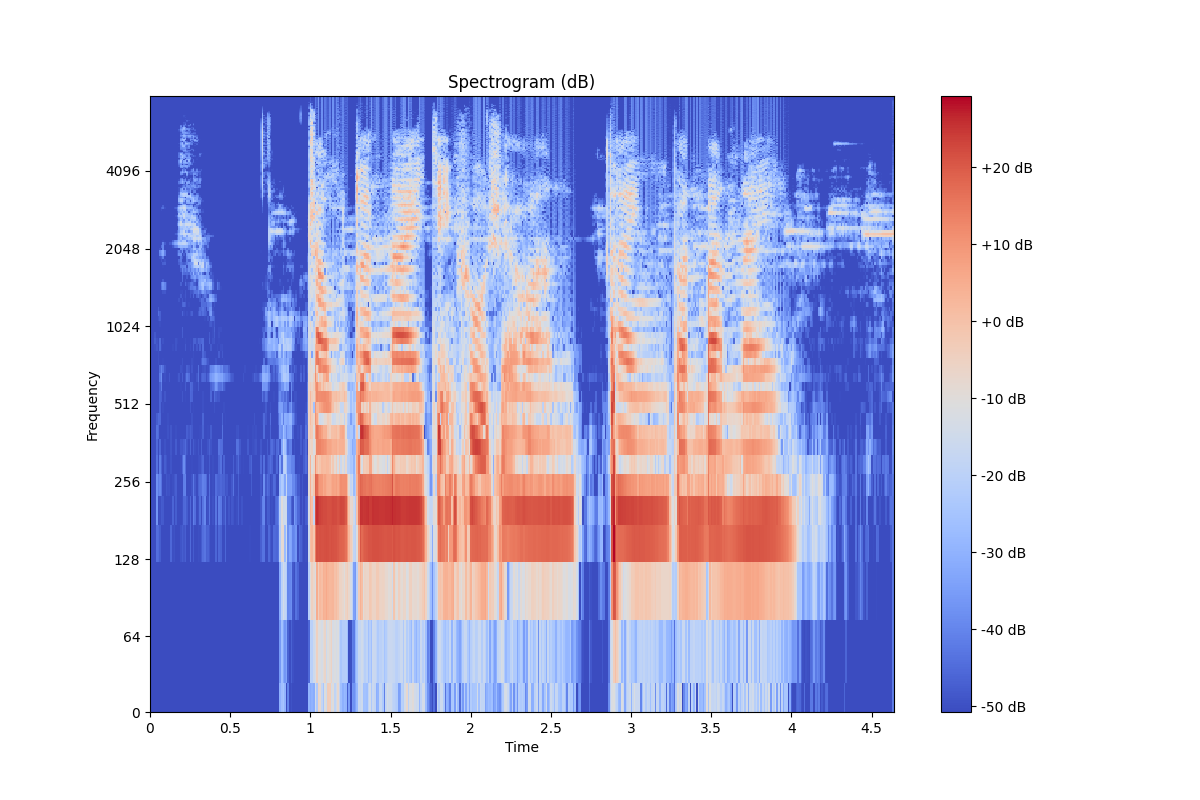 Spectrogram (dB)
Frequency
4096
2048
1024
512
256
128
64
0
0 0.5 1 1.5 2 2.5 3 3.5 4 4.5
Time
+20 dB
+10 dB
+0 dB
-10 dB
-20 dB
-30 dB
-40 dB
-50 dB